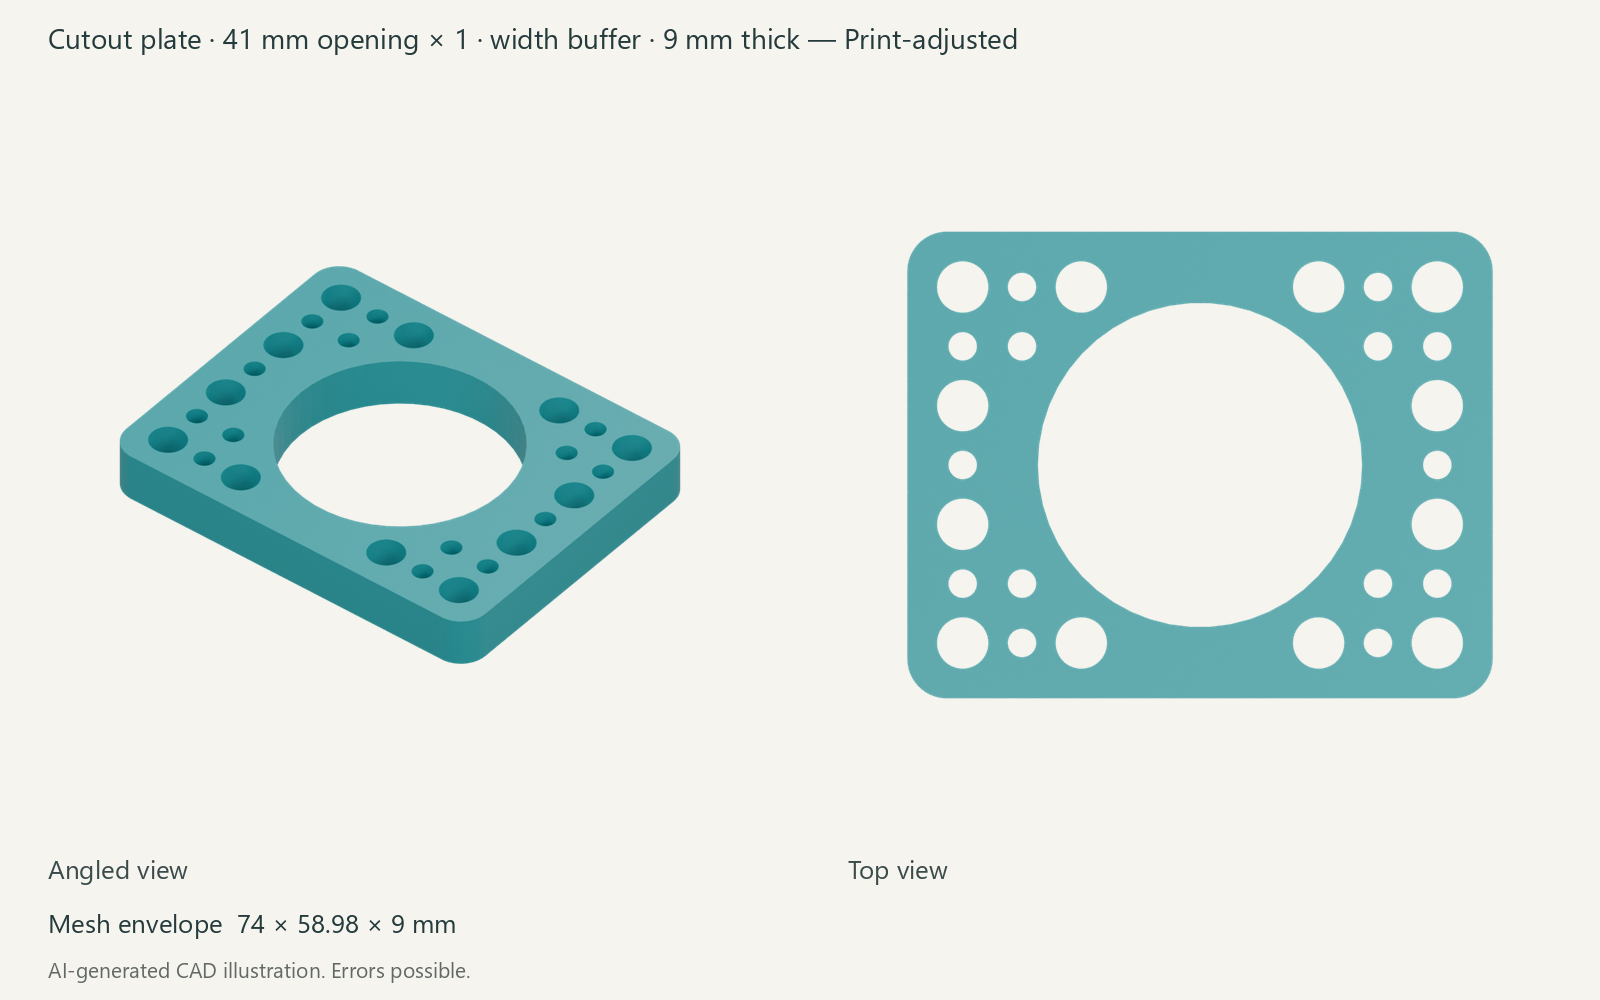 Cutout plate · 41 mm opening × 1 · width buffer · 9 mm thick — Print-adjusted
Angled view
Top view
Mesh envelope  74 × 58.98 × 9 mm
AI-generated CAD illustration. Errors possible.